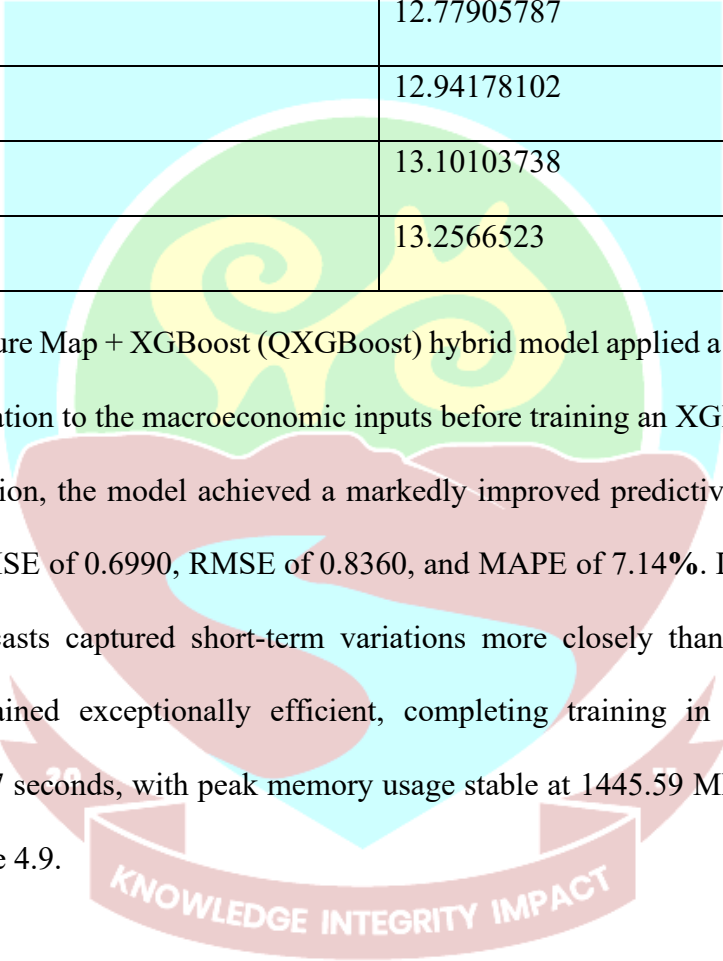 12.77905787
12.94178102
13.10103738
13.2566523
ure Map + XGBoost (QXGBoost) hybrid model applied a
ation to the macroeconomic inputs before training an XG
ion, the model achieved a markedly improved predictiv
SE of 0.6990, RMSE of 0.8360, and MAPE of 7.14%.
casts captured short-term variations more closely than
ained exceptionally efficient, completing training in
7 seconds, with peak memory usage stable at 1445.59 M
e 4.9.
20
KNOWLEDGE INTEGRITY IMPACT